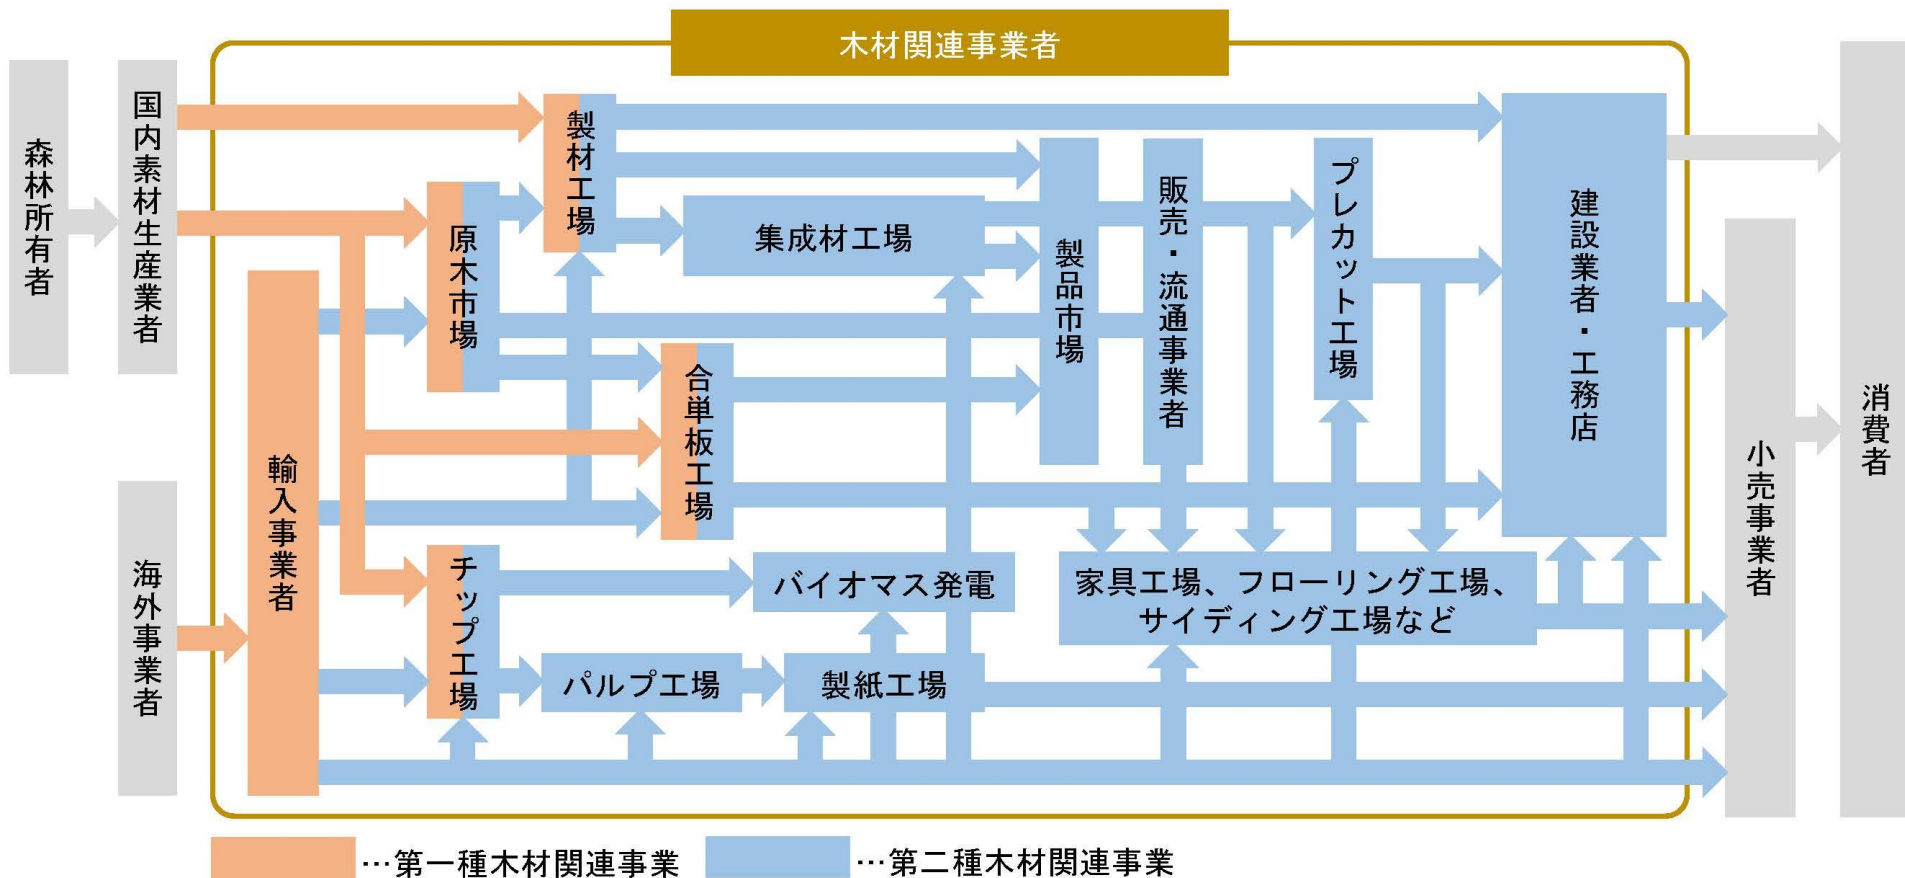 木材関連事業者
森林所有者
国内素材生産業者
海外事業者
輸入事業者
原木市場
製材工場
集成材工場
合単板工場
チップ工場
パルプ工場
製紙工場
バイオマス発電
製品市場
販売・流通事業者
プレカット工場
家具工場、フローリング工場、
サイディング工場など
建設業者・工務店
小売事業者
消費者
…第一種木材関連事業
…第二種木材関連事業